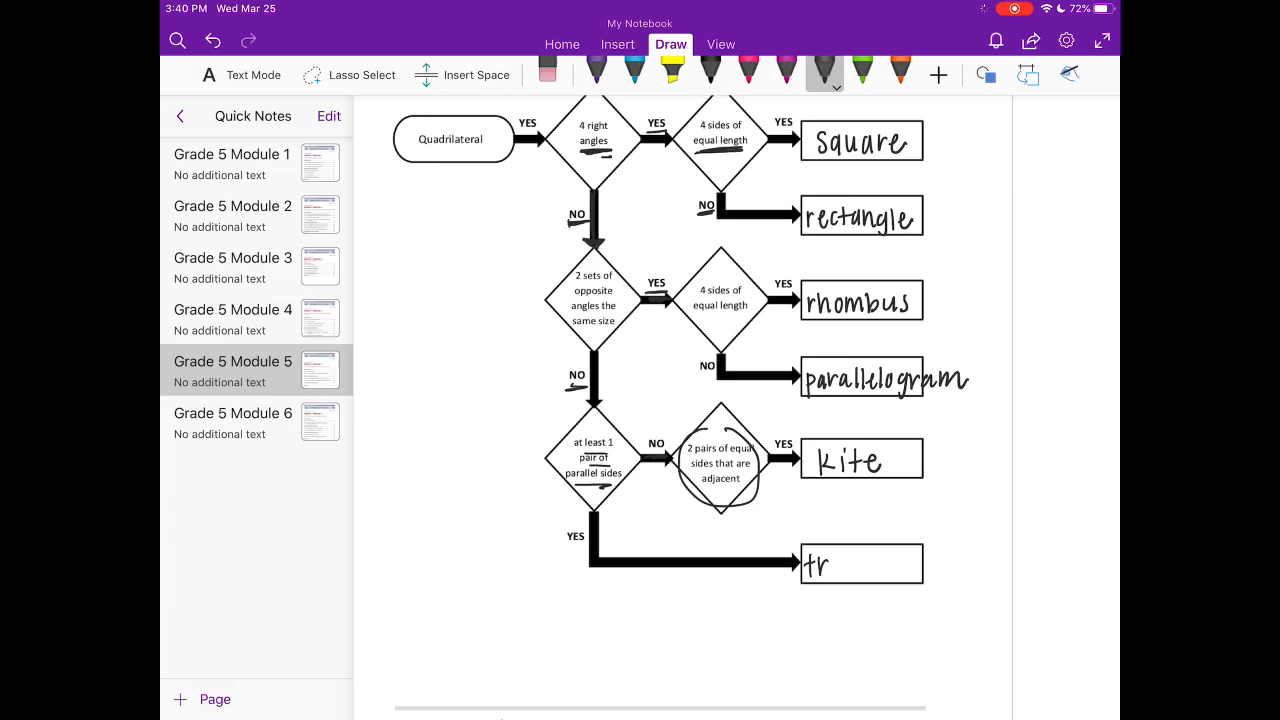 3:40 PM Wed Mar 25
72%
My Notebook
Home Insert Draw View
A Text Mode Lasso Select Insert Space
Quick Notes Edit
Grade 5 Module 1
No additional text
Grade 5 Module 2
No additional text
Grade 5 Module 3
No additional text
Grade 5 Module 4
No additional text
Grade 5 Module 5
No additional text
Grade 5 Module 6
No additional text
Page
Quadrilateral
YES
4 right
angles
YES
4 sides of
equal length
YES
square
NO
NO
rectangle
2 sets of
opposite
angles the
same size
YES
4 sides of
equal length
YES
rhombus
NO
NO
parallelogram
at least 1
pair of
parallel sides
NO
2 pairs of equal
sides that are
adjacent
YES
kite
YES
tr